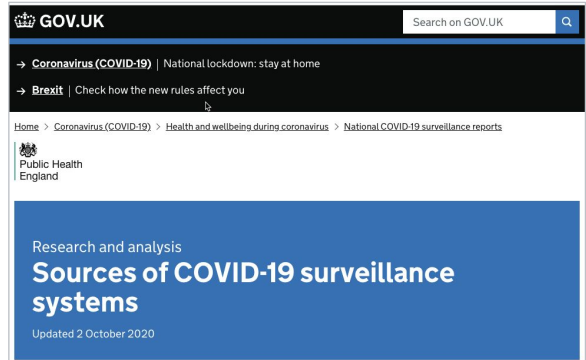 GOV.UK
Search on GOV.UK
→ Coronavirus (COVID-19) | National lockdown: stay at home
→ Brexit | Check how the new rules affect you
Home > Coronavirus (COVID-19) > Health and wellbeing during coronavirus > National COVID-19 surveillance reports
Public Health
England
Research and analysis
Sources of COVID-19 surveillance
systems
Updated 2 October 2020